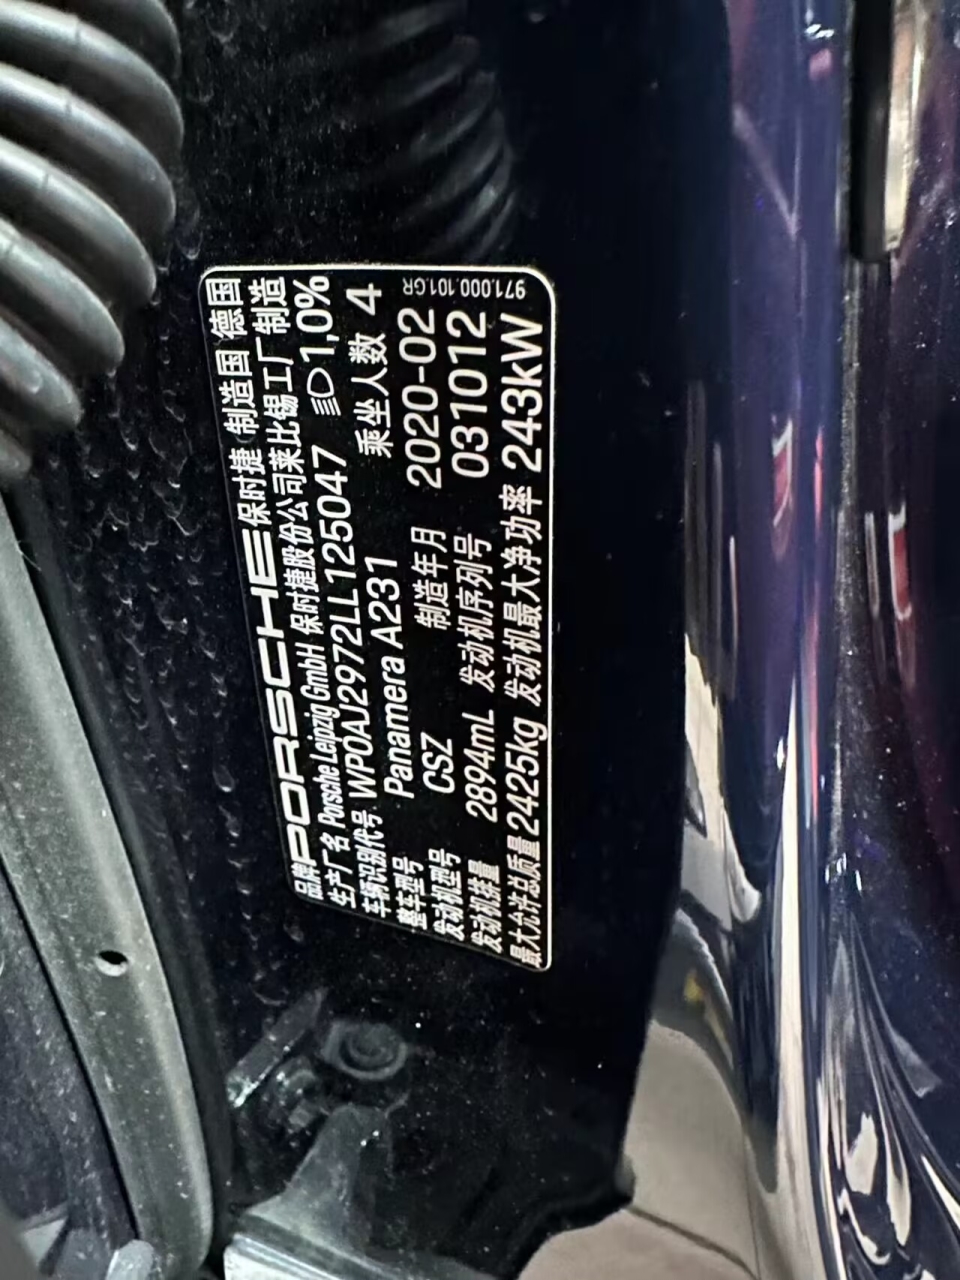 品牌 PORSCHE 保时捷 制造国 德国
生产厂名 Porsche Leipzig GmbH 保时捷股份公司莱比锡工厂制造
车辆识别代号 WP0AJ2972LL125047 1,0%
整车型号 Panamera A231 乘坐人数 4
发动机型号 CSZ 制造年月 2020-02
发动机排量 2894mL 发动机序列号 031012
最大允许总质量 2425kg 发动机最大净功率 243kW
971.000.101.GR